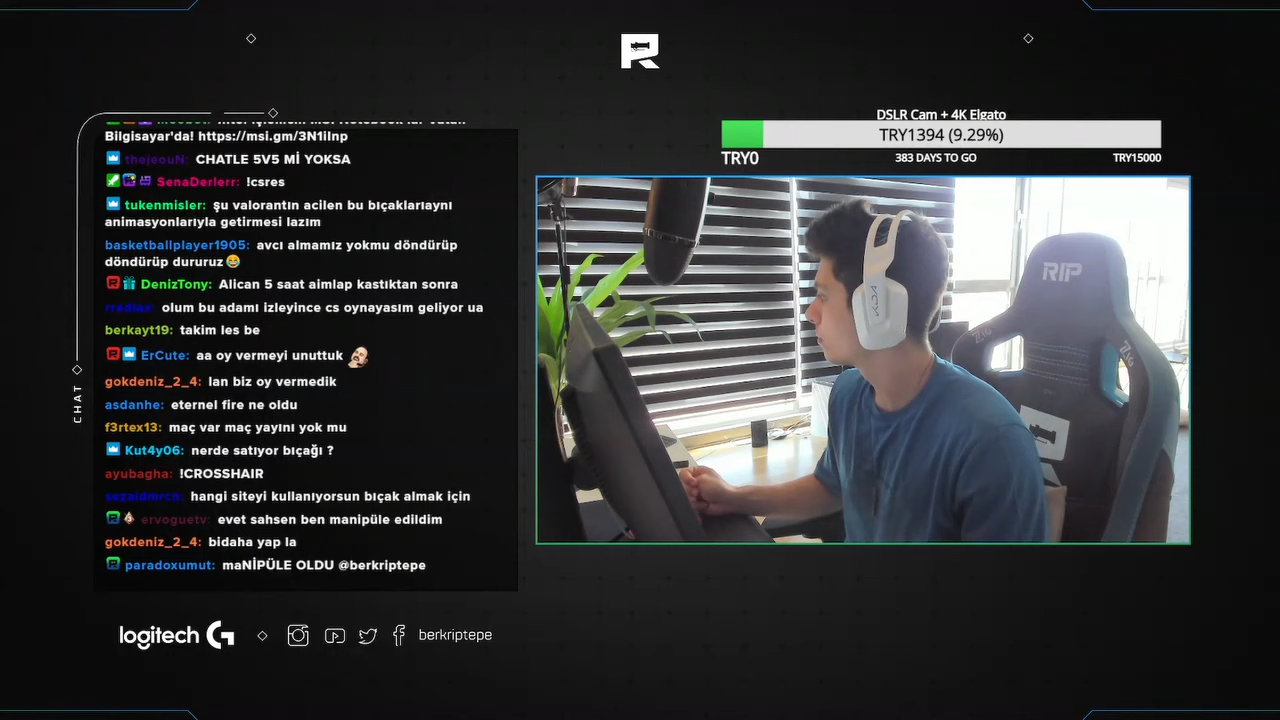 DSLR Cam + 4K Elgato
TRY1394 (9.29%)
TRY0 383 DAYS TO GO TRY15000
Bilgisayar'da! https://msi.gm/3N1iInp
thejeouN: CHATLE 5V5 Mİ YOKSA
SenaDerlerr: !csres
tukenmisler: şu valorantın acilen bu bıçaklarıaynı
animasyonlarıyla getirmesi lazım
basketballplayer1905: avcı almamız yokmu döndürüp
döndürüp dururuz
DenizTony: Alican 5 saat aimlap kastıktan sonra
olum bu adamı izleyince cs oynayasım geliyor ua
berkayt19: takim les be
ErCute: aa oy vermeyi unuttuk
gokdeniz_2_4: lan biz oy vermedik
asdanhe: eternel fire ne oldu
f3rtex13: maç var maç yayını yok mu
Kut4y06: nerde satıyor bıçağı ?
ayubagha: !CROSSHAIR
sezaidmrcn: hangi siteyi kullanıyorsun bıçak almak için
ervoguetv: evet sahsen ben manipüle edildim
gokdeniz_2_4: bidaha yap la
paradoxumut: maNİPÜLE OLDU @berkriptepe
CHAT
RIP
logitech G berkriptepe